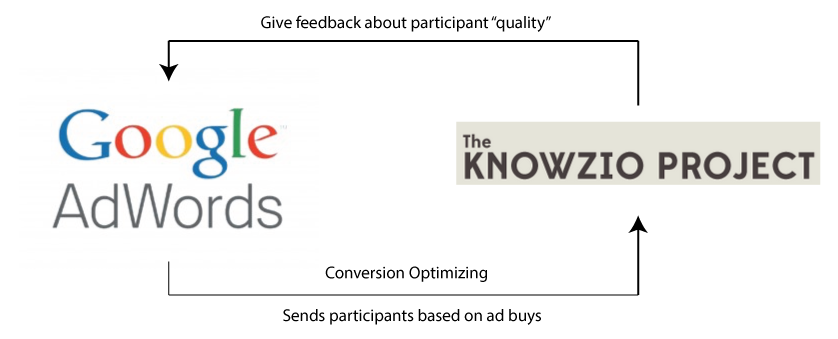 Give feedback about participant “quality”
Google
AdWords
The
KNOWZIO PROJECT
Conversion Optimizing
Sends participants based on ad buys